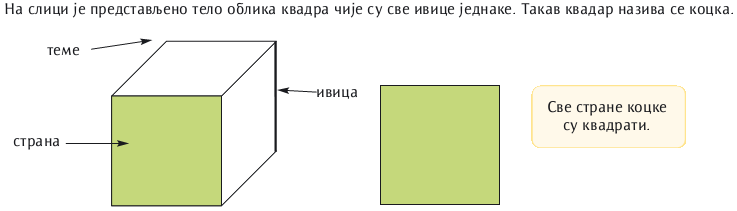 На слици је представљено тело облика квадра чије су све ивице једнаке. Такав квадар назива се коцка.
теме
ивица
страна
Све стране коцке
су квадрати.